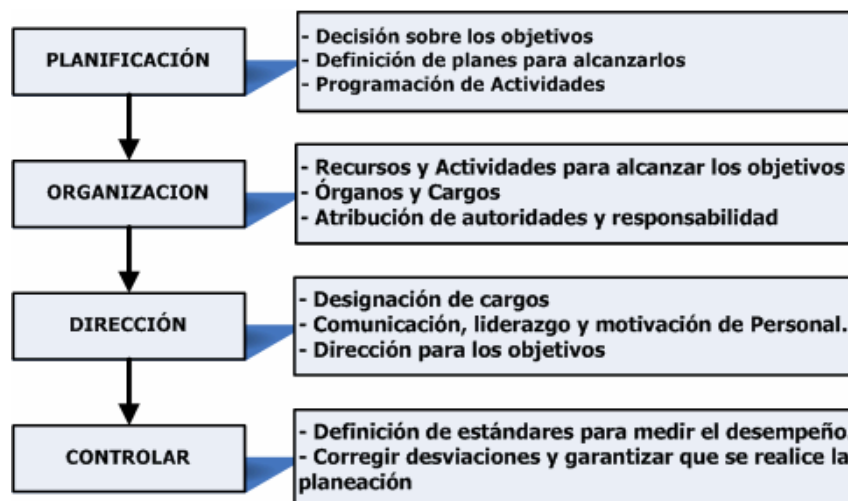 PLANIFICACIÓN
- Decisión sobre los objetivos
- Definición de planes para alcanzarlos
- Programación de Actividades
ORGANIZACION
- Recursos y Actividades para alcanzar los objetivos
- Órganos y Cargos
- Atribución de autoridades y responsabilidad
DIRECCIÓN
- Designación de cargos
- Comunicación, liderazgo y motivación de Personal.
- Dirección para los objetivos
CONTROLAR
- Definición de estándares para medir el desempeño.
- Corregir desviaciones y garantizar que se realice la
planeación